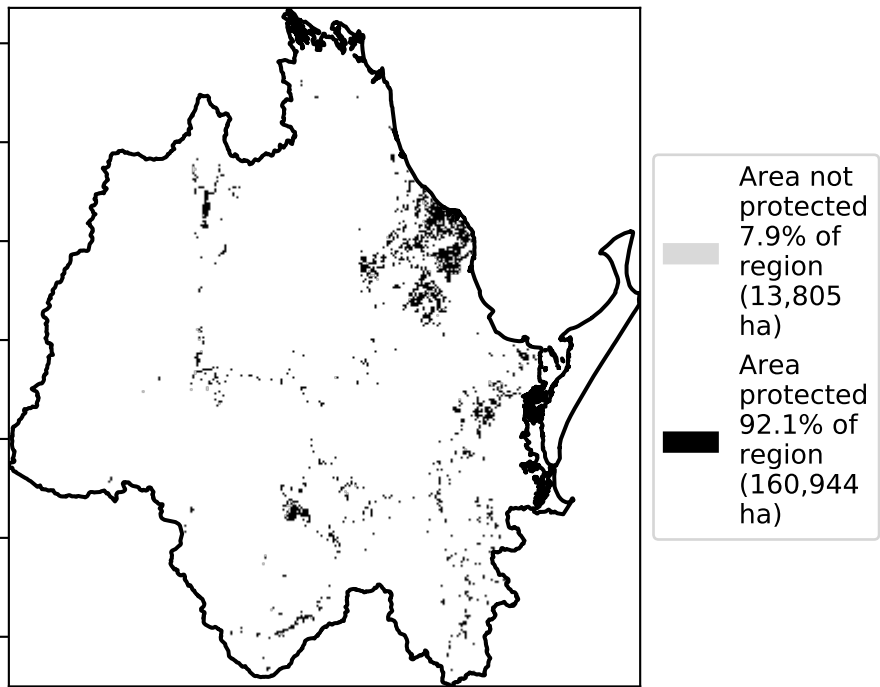 Area not
protected
7.9% of
region
(13,805
ha)
Area
protected
92.1% of
region
(160,944
ha)